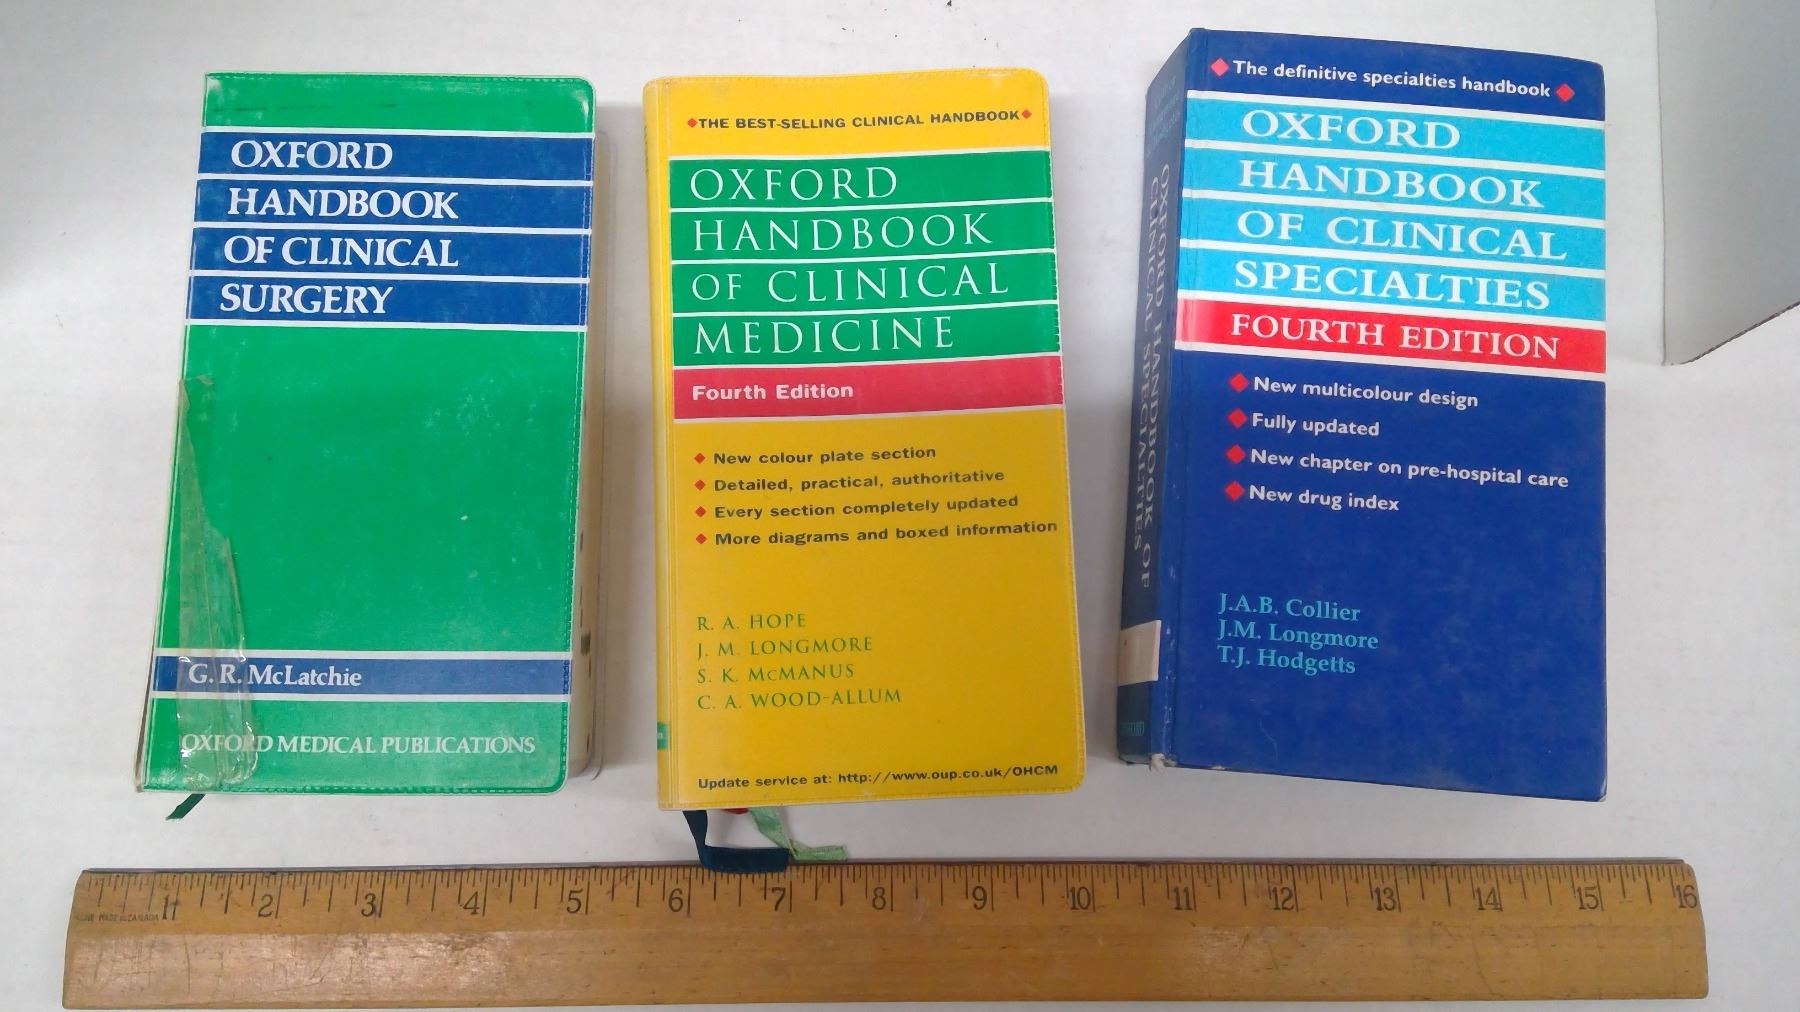 OXFORD
HANDBOOK
OF CLINICAL
SURGERY
G. R. McLatchie
OXFORD MEDICAL PUBLICATIONS
THE BEST-SELLING CLINICAL HANDBOOK
OXFORD
HANDBOOK
OF CLINICAL
MEDICINE
Fourth Edition
New colour plate section
Detailed, practical, authoritative
Every section completely updated
More diagrams and boxed information
R. A. HOPE
J. M. LONGMORE
S. K. McMANUS
C. A. WOOD-ALLUM
Update service at: http://www.oup.co.uk/OHCM
OXFORD HANDBOOK OF
CLINICAL SPECIALTIES
The definitive specialties handbook
OXFORD
HANDBOOK
OF CLINICAL
SPECIALTIES
FOURTH EDITION
New multicolour design
Fully updated
New chapter on pre-hospital care
New drug index
J.A.B. Collier
J.M. Longmore
T.J. Hodgetts
1 2 3 4 5 6 7 8 9 10 11 12 13 14 15 16